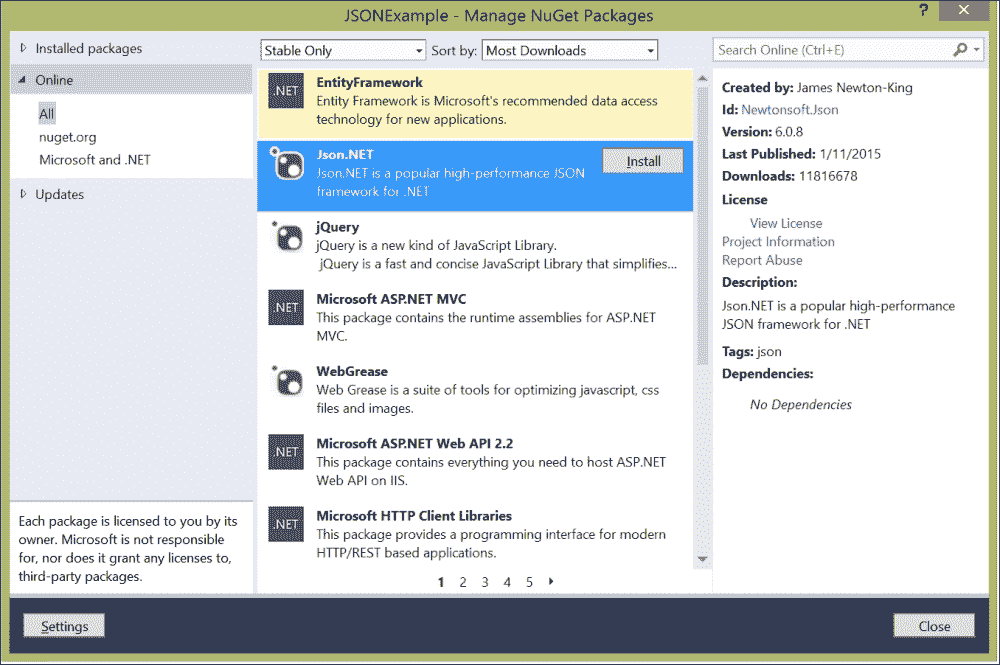 JSONExample - Manage NuGet Packages
?
Installed packages
Online
All
nuget.org
Microsoft and .NET
Updates
Each package is licensed to you by its
owner. Microsoft is not responsible
for, nor does it grant any licenses to,
third-party packages.
Stable Only
Sort by:
Most Downloads
.NET
EntityFramework
Entity Framework is Microsoft's recommended data access
technology for new applications.
Json.NET
Json.NET is a popular high-performance JSON
framework for .NET
Install
jQuery
jQuery is a new kind of JavaScript Library.
jQuery is a fast and concise JavaScript Library that simplifies...
.NET
Microsoft ASP.NET MVC
This package contains the runtime assemblies for ASP.NET
MVC.
WebGrease
Web Grease is a suite of tools for optimizing javascript, css
files and images.
.NET
Microsoft ASP.NET Web API 2.2
This package contains everything you need to host ASP.NET
Web API on IIS.
.NET
Microsoft HTTP Client Libraries
This package provides a programming interface for modern
HTTP/REST based applications.
1 2 3 4 5
Search Online (Ctrl+E)
Created by: James Newton-King
Id: Newtonsoft.Json
Version: 6.0.8
Last Published: 1/11/2015
Downloads: 11816678
License
View License
Project Information
Report Abuse
Description:
Json.NET is a popular high-performance
JSON framework for .NET
Tags: json
Dependencies:
No Dependencies
Settings
Close